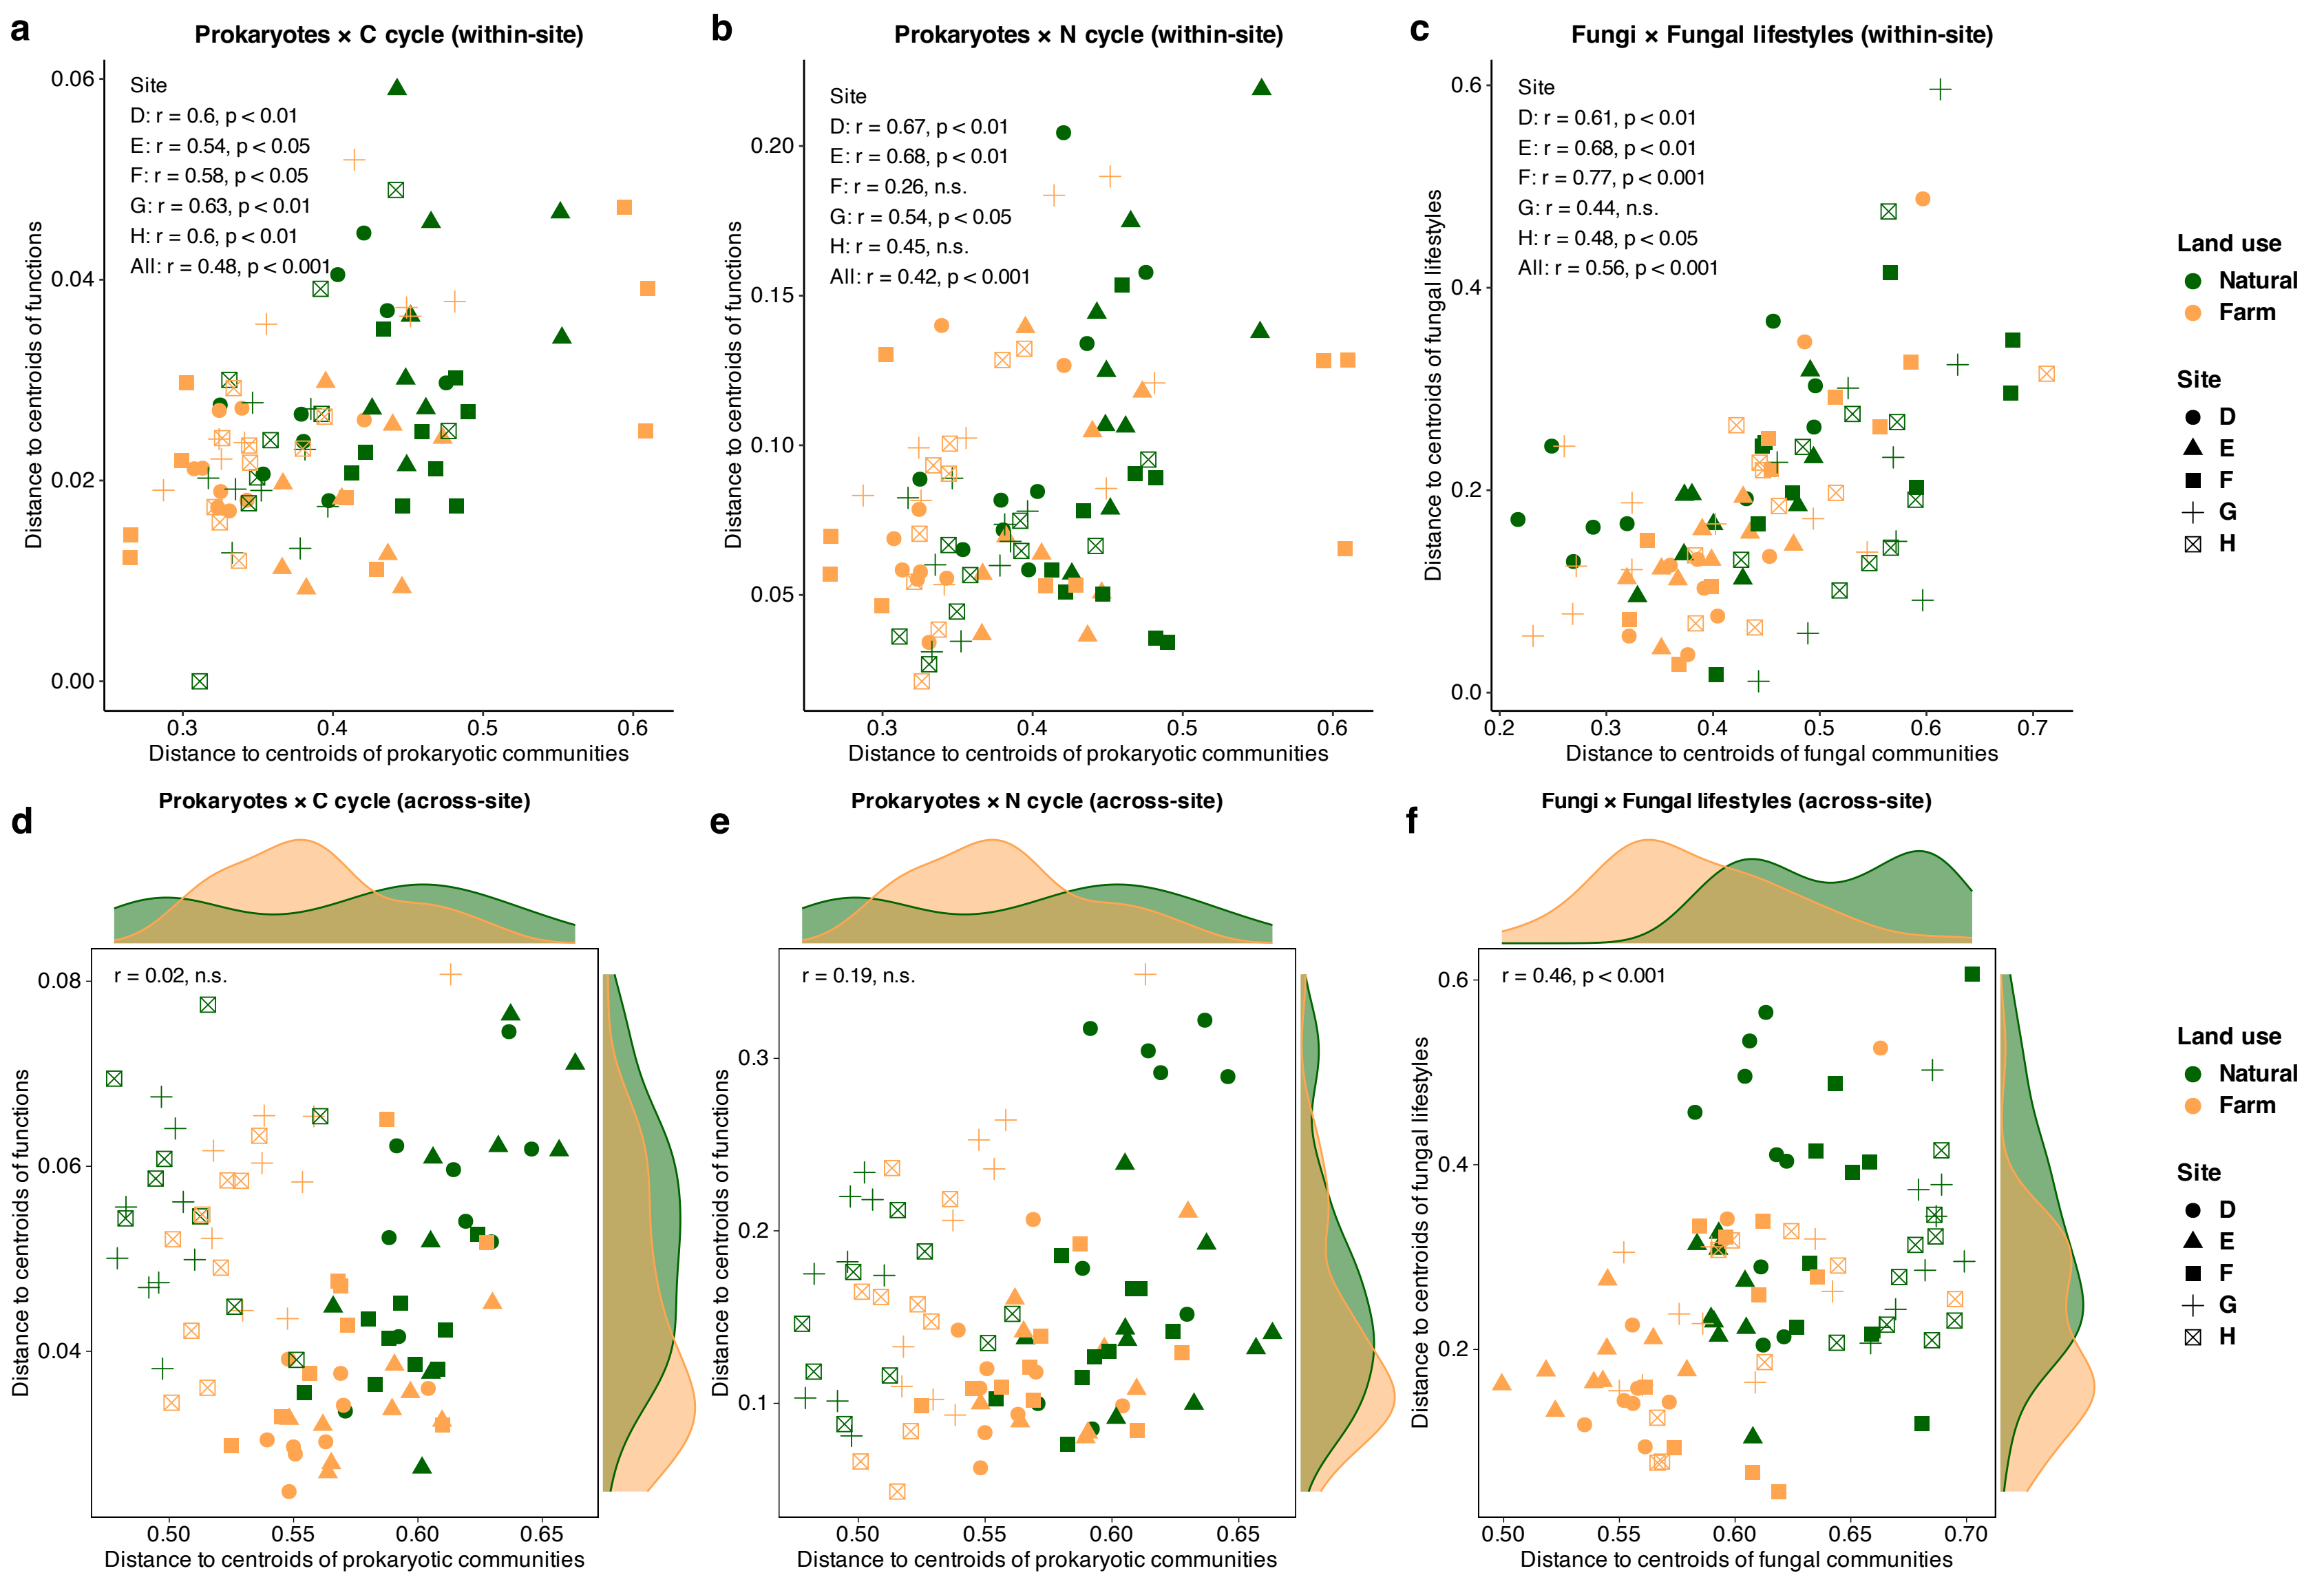 a
Prokaryotes × C cycle (within-site)
Distance to centroids of functions
0.06
0.04
0.02
0.00
Site
D: r = 0.6, p < 0.01
E: r = 0.54, p < 0.05
F: r = 0.58, p < 0.05
G: r = 0.63, p < 0.01
H: r = 0.6, p < 0.01
All: r = 0.48, p < 0.001
0.3 0.4 0.5 0.6
Distance to centroids of prokaryotic communities
b
Prokaryotes × N cycle (within-site)
Distance to centroids of functions
0.20
0.15
0.10
0.05
Site
D: r = 0.67, p < 0.01
E: r = 0.68, p < 0.01
F: r = 0.26, n.s.
G: r = 0.54, p < 0.05
H: r = 0.45, n.s.
All: r = 0.42, p < 0.001
0.3 0.4 0.5 0.6
Distance to centroids of prokaryotic communities
c
Fungi × Fungal lifestyles (within-site)
Distance to centroids of fungal lifestyles
0.6
0.4
0.2
0.0
Site
D: r = 0.61, p < 0.01
E: r = 0.68, p < 0.01
F: r = 0.77, p < 0.001
G: r = 0.44, n.s.
H: r = 0.48, p < 0.05
All: r = 0.56, p < 0.001
0.2 0.3 0.4 0.5 0.6 0.7
Distance to centroids of fungal communities
Land use
Natural
Farm
Site
D
E
F
G
H
d
Prokaryotes × C cycle (across-site)
Distance to centroids of functions
0.08
0.06
0.04
r = 0.02, n.s.
0.50 0.55 0.60 0.65
Distance to centroids of prokaryotic communities
e
Prokaryotes × N cycle (across-site)
Distance to centroids of functions
0.3
0.2
0.1
r = 0.19, n.s.
0.50 0.55 0.60 0.65
Distance to centroids of prokaryotic communities
f
Fungi × Fungal lifestyles (across-site)
Distance to centroids of fungal lifestyles
0.6
0.4
0.2
r = 0.46, p < 0.001
0.50 0.55 0.60 0.65 0.70
Distance to centroids of fungal communities
Land use
Natural
Farm
Site
D
E
F
G
H